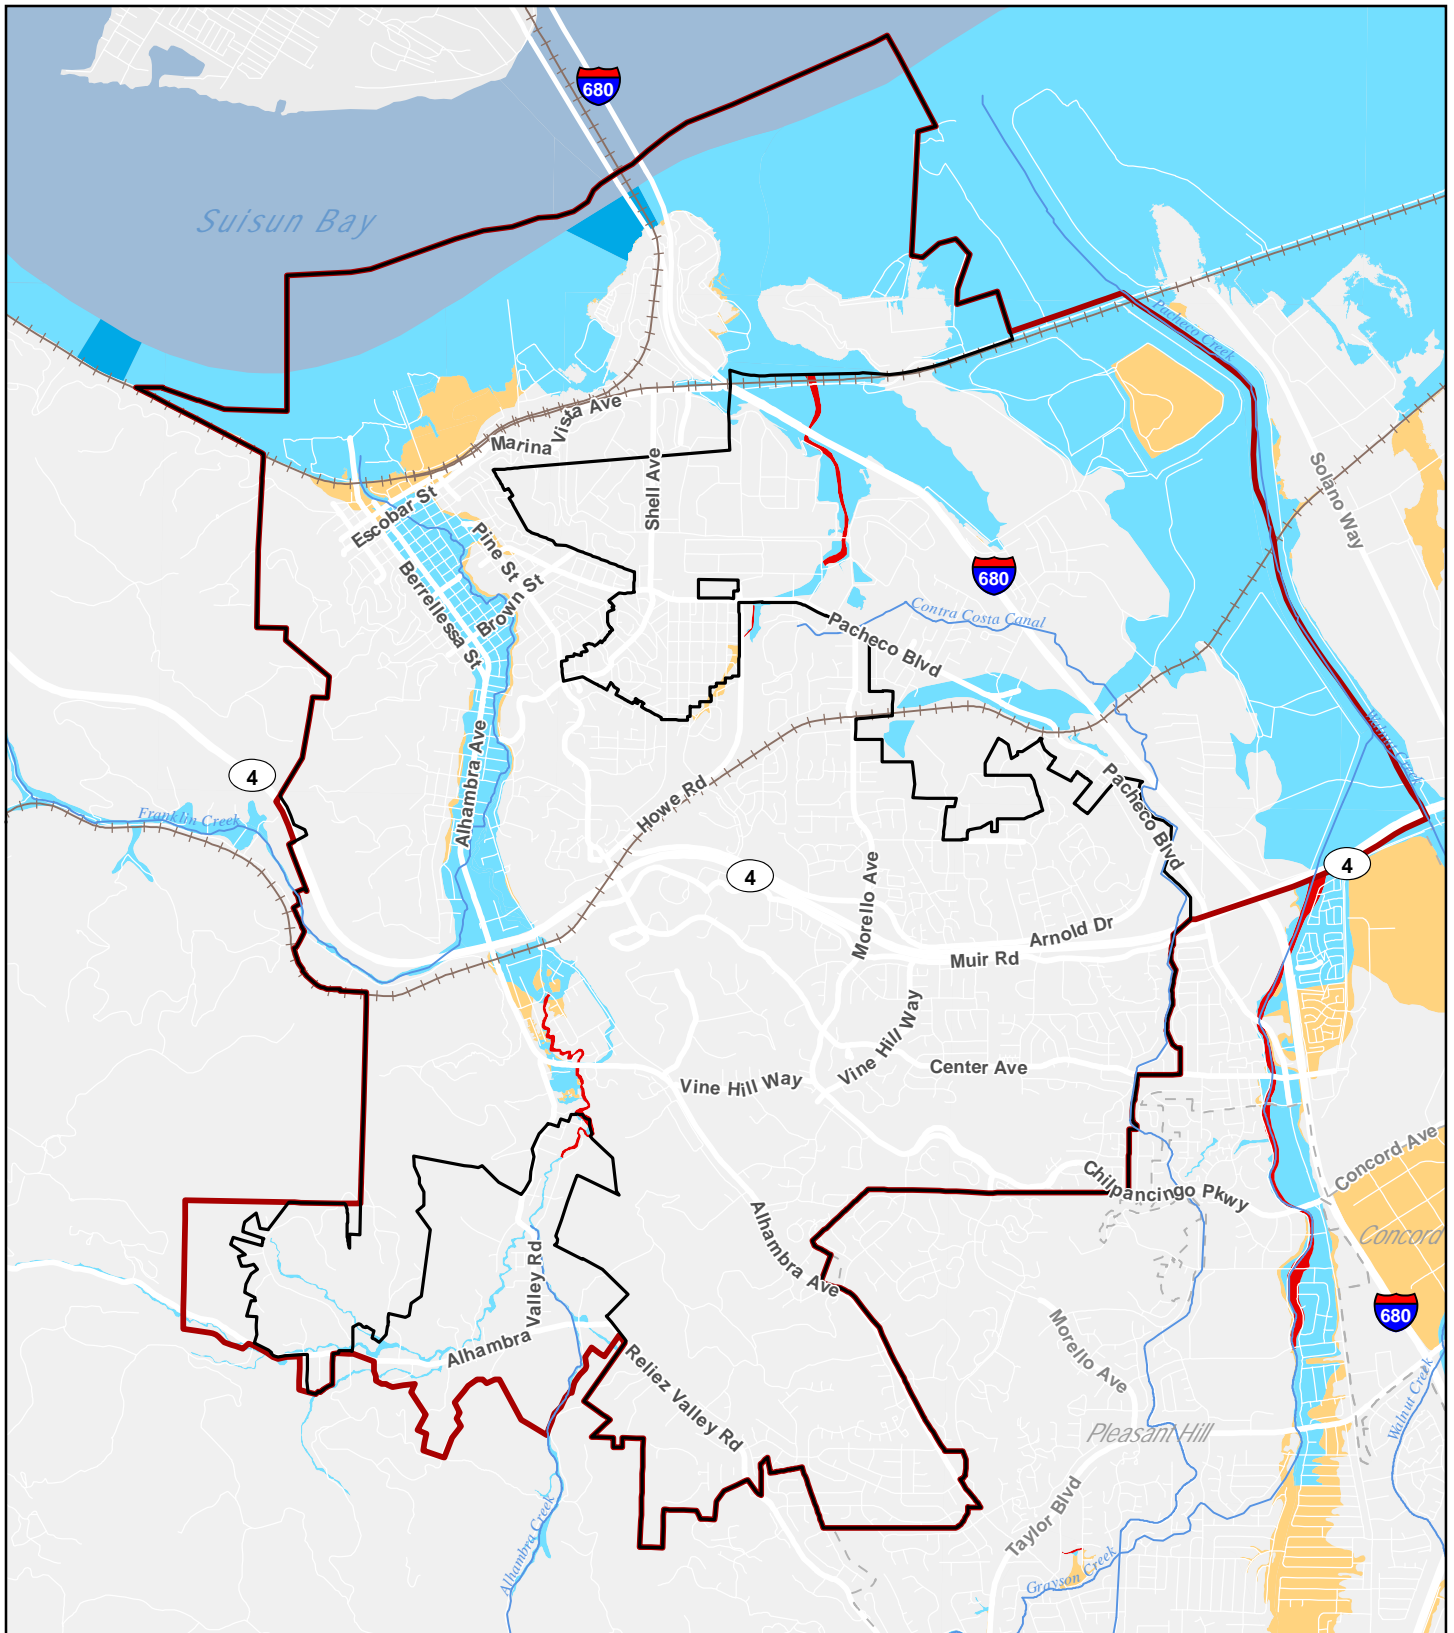 680
Suisun Bay
Pacheco Creek
Marina Vista Ave
Shell Ave
Solano Way
Escobar St
Pine St
Berrellessa St
Brown St
680
Contra Costa Canal
Pacheco Blvd
Walnut Creek
Alhambra Ave
4
Howe Rd
Pacheco Blvd
Franklin Creek
4
4
Morello Ave
Arnold Dr
Muir Rd
Vine Hill Way
Center Ave
Vine Hill Way
Concord Ave
Chilpancingo Pkwy
Concord
Alhambra Ave
Valley Rd
Alhambra
680
Morello Ave
Reliez Valley Rd
Walnut Creek
Pleasant Hill
Taylor Blvd
Alhambra Creek
Grayson Creek